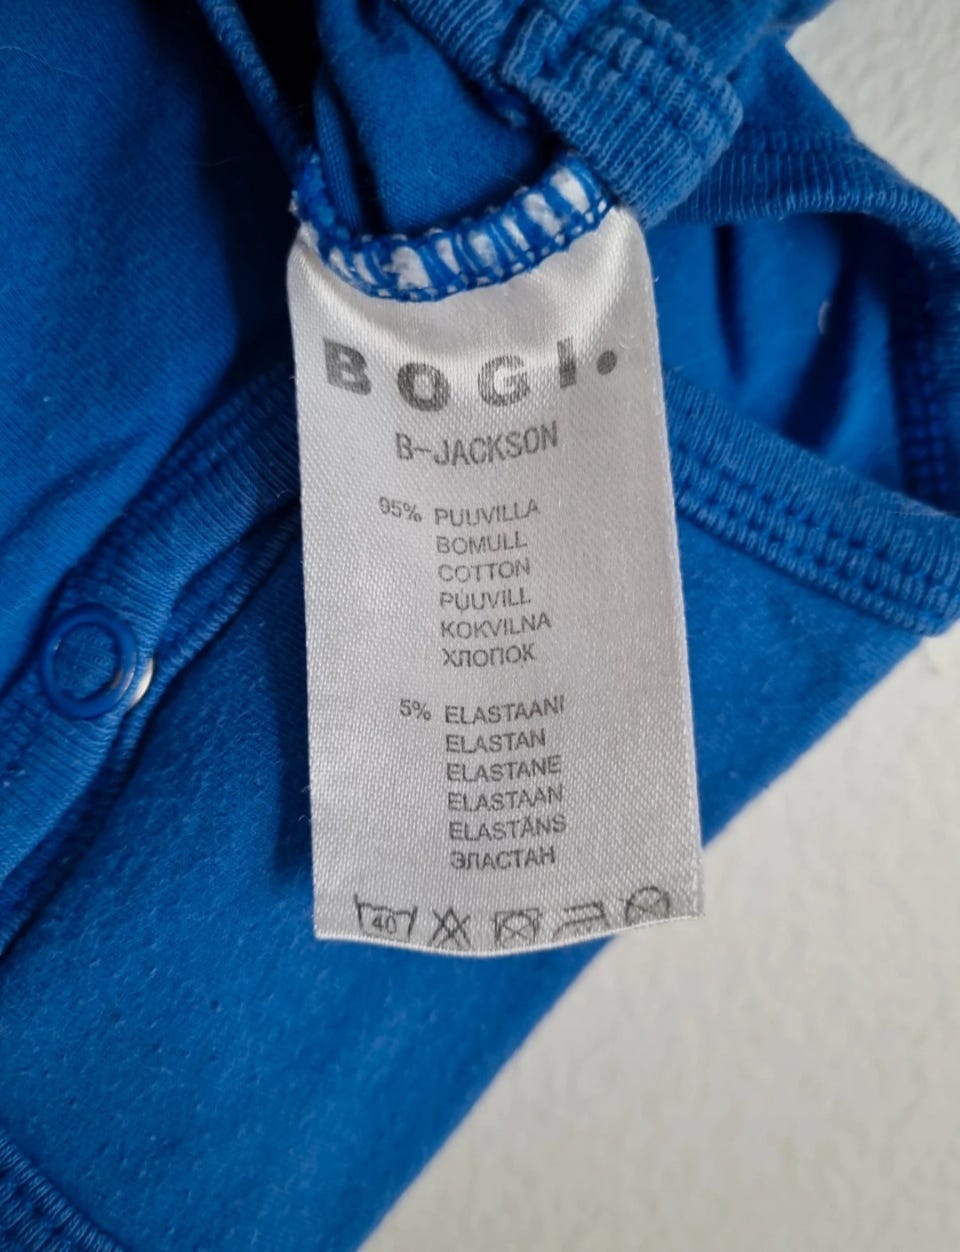 BOGI.
B-JACKSON
95% PUUVILLA
BOMULL
COTTON
PUUVILL
KOKVILNA
ХЛОПОК
5% ELASTAANI
ELASTAN
ELASTANE
ELASTAAN
ELASTĀNS
ЭЛАСТАН
40